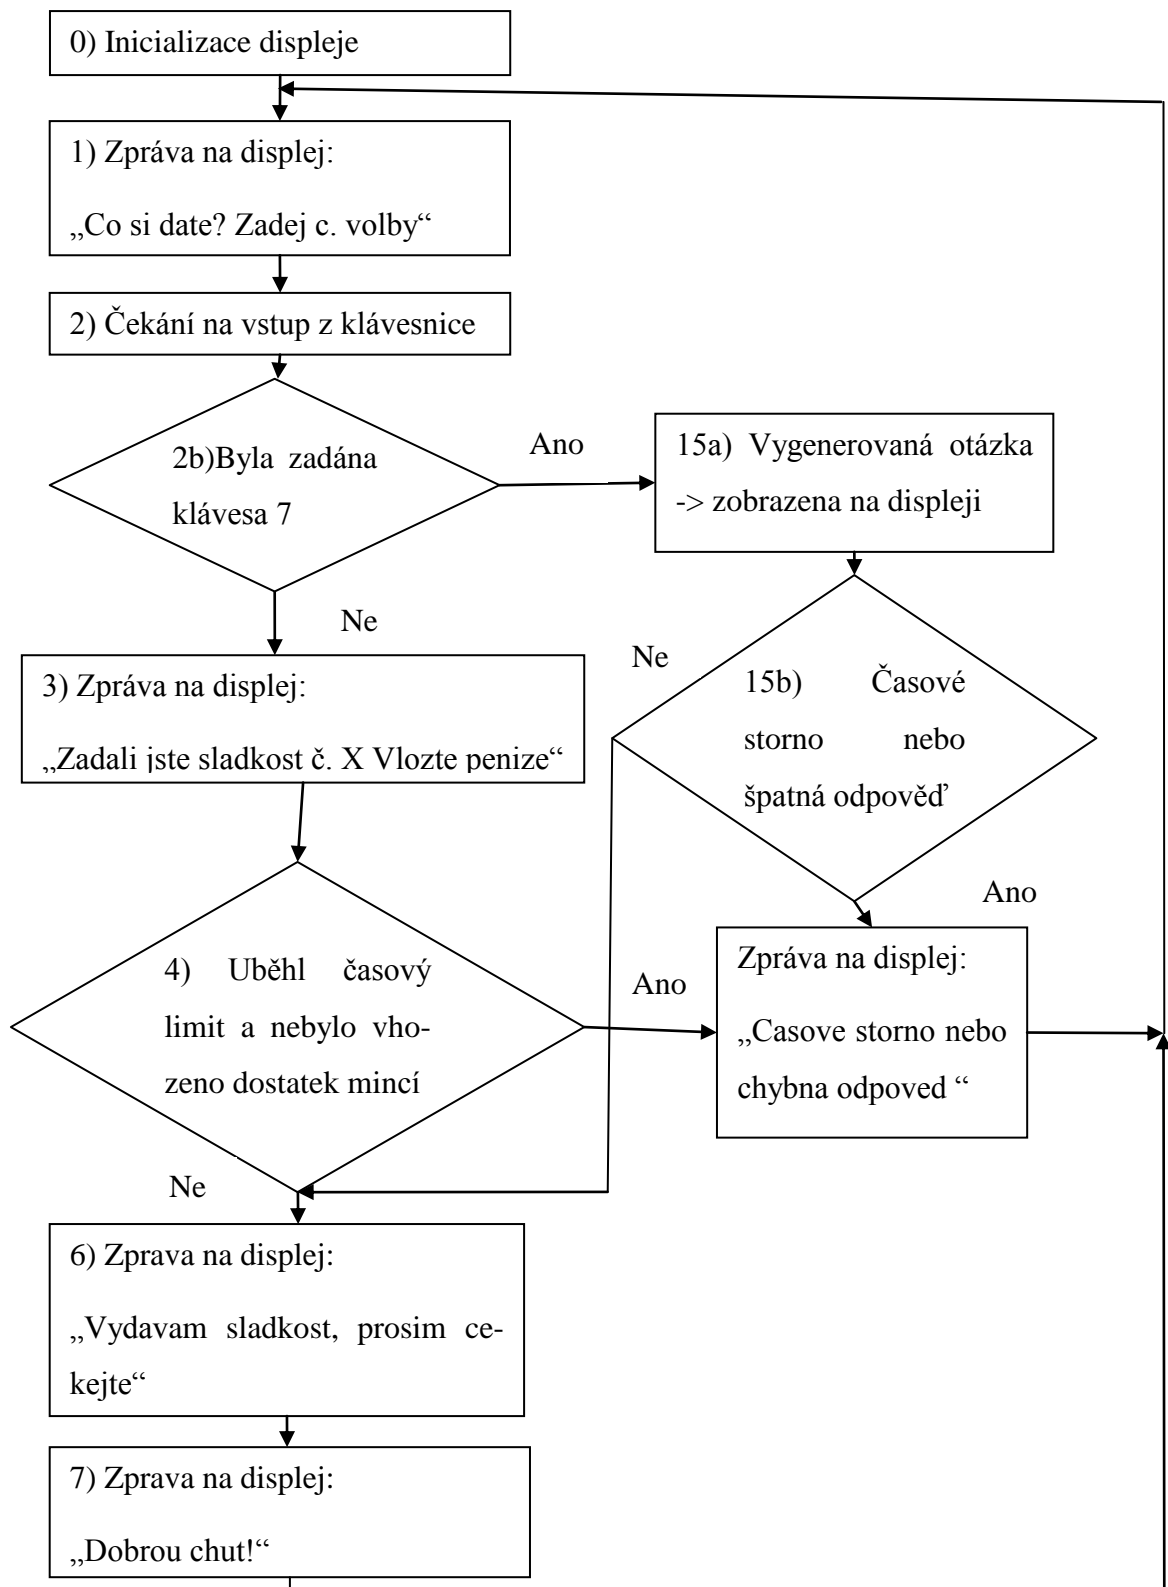 0) Inicializace displeje
1) Zpráva na displej:
„Co si date? Zadej c. volby“
2) Čekání na vstup z klávesnice
2b)Byla zadána
klávesa 7
Ano
15a) Vygenerovaná otázka
-> zobrazena na displeji
Ne
3) Zpráva na displej:
„Zadali jste sladkost č. X Vlozte penize“
Ne
15b) Časové
storno nebo
špatná odpověď
Ano
4) Uběhl časový
limit a nebylo vho-
zeno dostatek mincí
Ano
Zpráva na displej:
„Casove storno nebo
chybna odpoved “
Ne
6) Zprava na displej:
„Vydavam sladkost, prosim ce-
kejte“
7) Zprava na displej:
„Dobrou chut!“